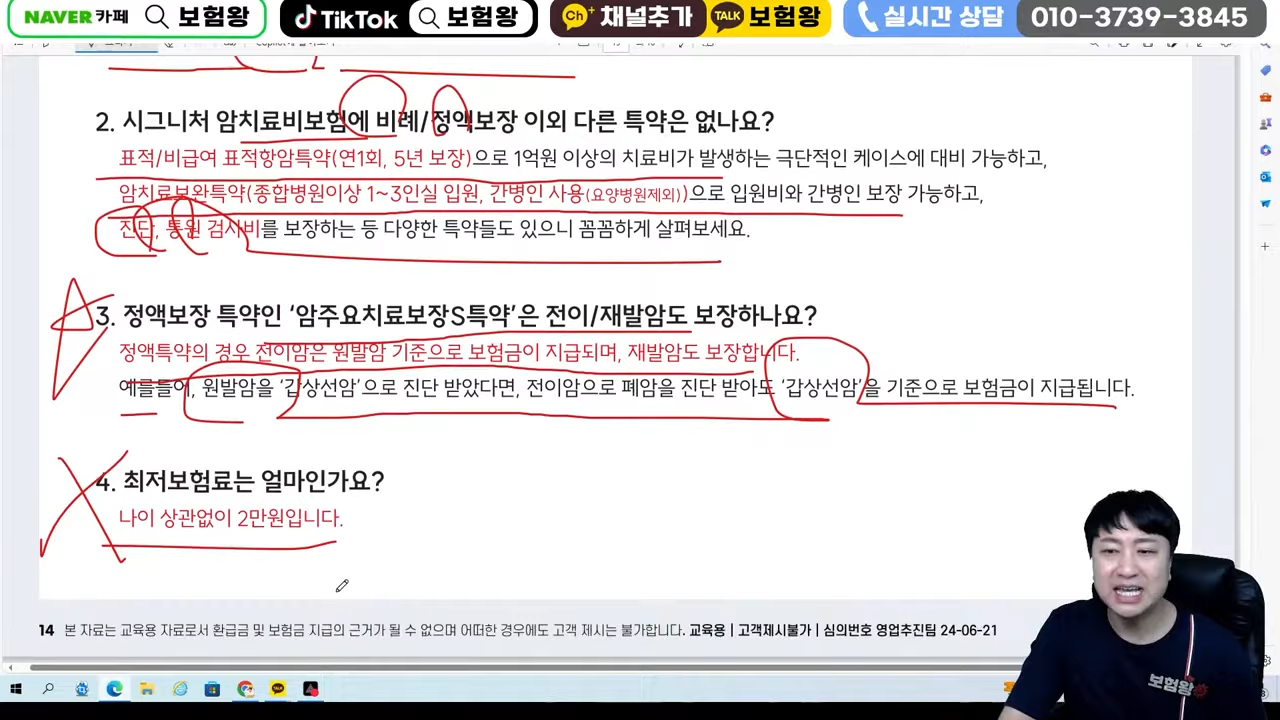 NAVER 카페 보험왕 TikTok 보험왕 Ch+ 채널추가 TALK 보험왕 실시간 상담 010-3739-3845
2. 시그니처 암치료비보험에 비례/정액보장 이외 다른 특약은 없나요?
표적/비급여 표적항암특약(연1회, 5년 보장)으로 1억원 이상의 치료비가 발생하는 극단적인 케이스에 대비 가능하고,
암치료보완특약(종합병원이상 1~3인실 입원, 간병인 사용(요양병원제외))으로 입원비와 간병인 보장 가능하고,
진단, 통원 검사비를 보장하는 등 다양한 특약들도 있으니 꼼꼼하게 살펴보세요.
3. 정액보장 특약인 ‘암주요치료보장S특약’은 전이/재발암도 보장하나요?
정액특약의 경우 전이암은 원발암 기준으로 보험금이 지급되며, 재발암도 보장합니다.
예를들어, 원발암을 ‘갑상선암’으로 진단 받았다면, 전이암으로 폐암을 진단 받아도 ‘갑상선암’을 기준으로 보험금이 지급됩니다.
4. 최저보험료는 얼마인가요?
나이 상관없이 2만원입니다.
14 본 자료는 교육용 자료로서 환급금 및 보험금 지급의 근거가 될 수 없으며 어떠한 경우에도 고객 제시는 불가합니다. 교육용 | 고객제시불가 | 심의번호 영업추진팀 24-06-21
보험왕